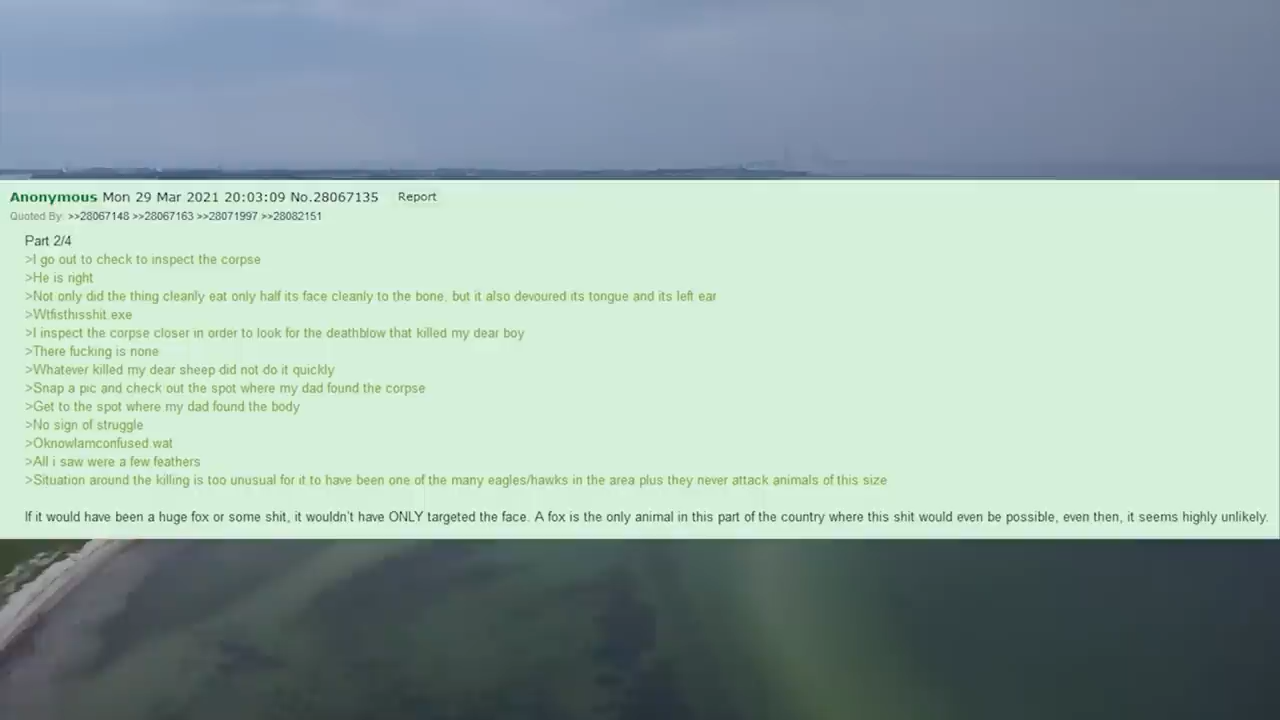 Anonymous Mon 29 Mar 2021 20:03:09 No.28067135 Report
Quoted By: >>28067148 >>28067163 >>28071997 >>28082151
Part 2/4
>I go out to check to inspect the corpse
>He is right
>Not only did the thing cleanly eat only half its face cleanly to the bone, but it also devoured its tongue and its left ear
>Wtfisthisshit.exe
>I inspect the corpse closer in order to look for the deathblow that killed my dear boy
>There fucking is none
>Whatever killed my dear sheep did not do it quickly
>Snap a pic and check out the spot where my dad found the corpse
>Get to the spot where my dad found the body
>No sign of struggle
>OknowIamconfused.wat
>All i saw were a few feathers
>Situation around the killing is too unusual for it to have been one of the many eagles/hawks in the area plus they never attack animals of this size
If it would have been a huge fox or some shit, it wouldn't have ONLY targeted the face. A fox is the only animal in this part of the country where this shit would even be possible, even then, it seems highly unlikely.